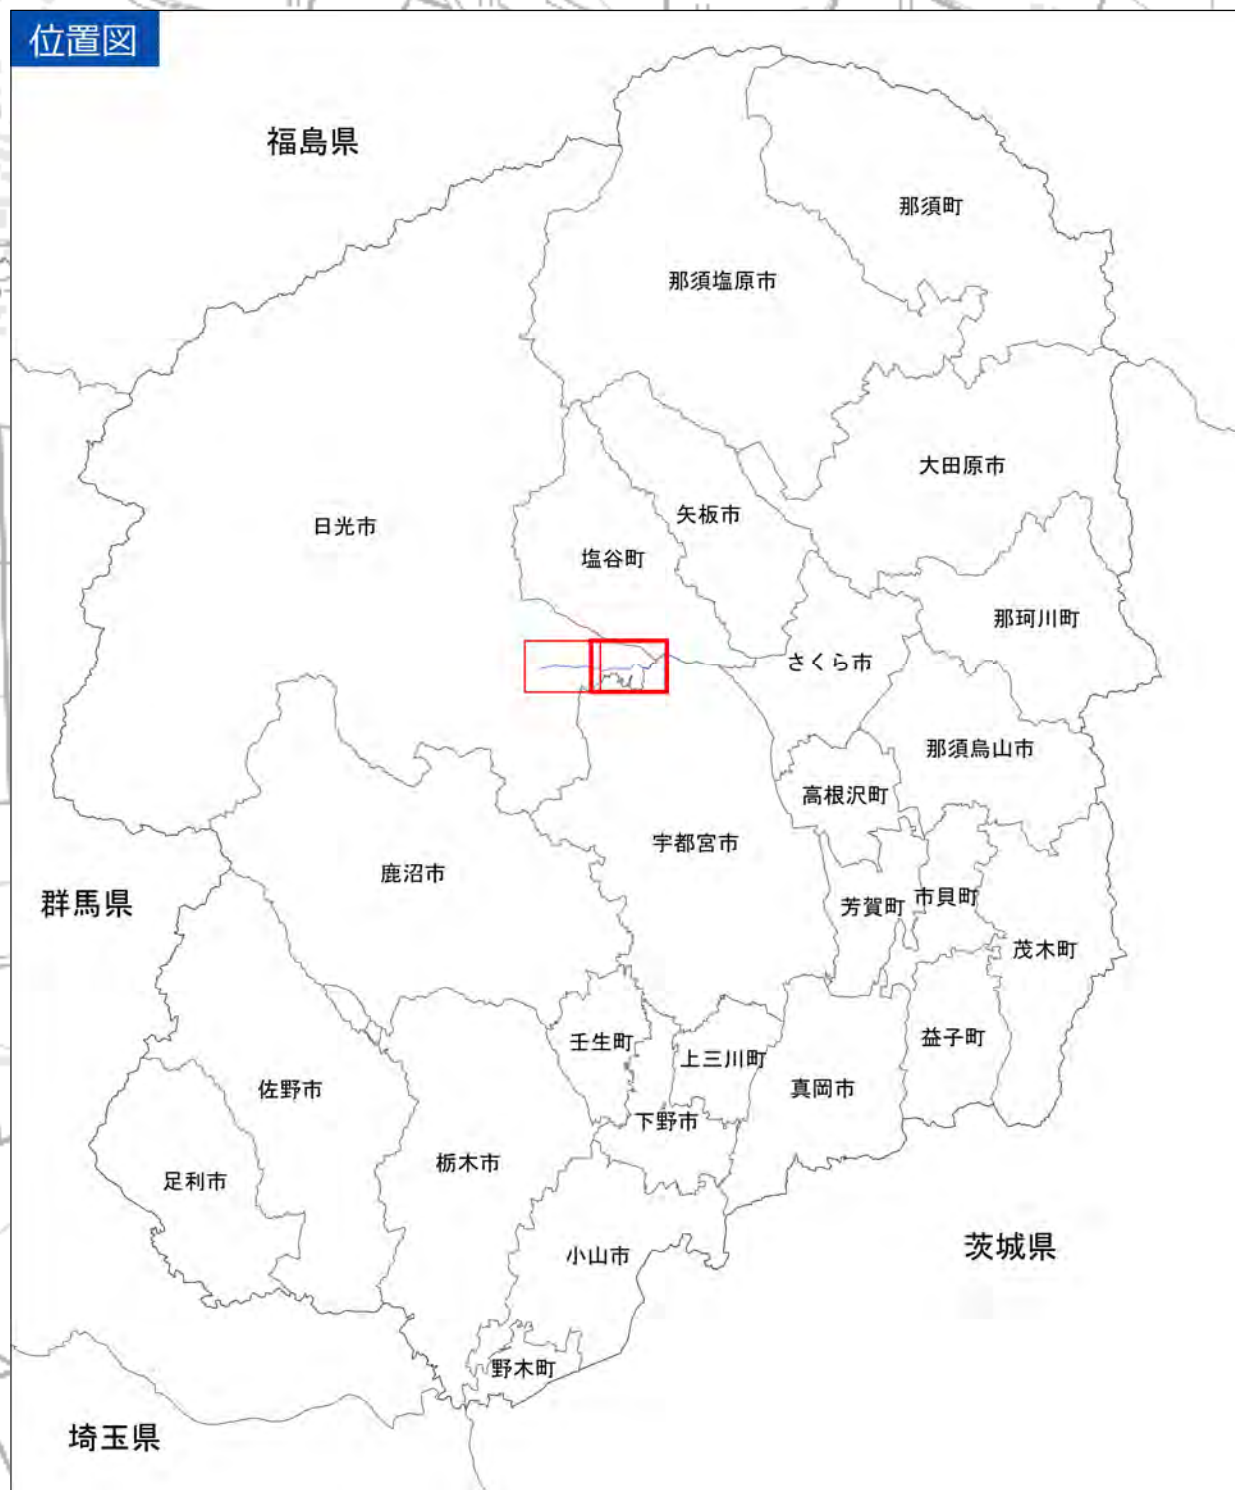 位置図
福島県
那須町
那須塩原市
大田原市
矢板市
日光市
塩谷町
那珂川町
さくら市
那須烏山市
高根沢町
宇都宮市
鹿沼市
群馬県
市貝町
芳賀町
茂木町
益子町
壬生町
上三川町
真岡市
佐野市
下野市
栃木市
足利市
茨城県
小山市
野木町
埼玉県